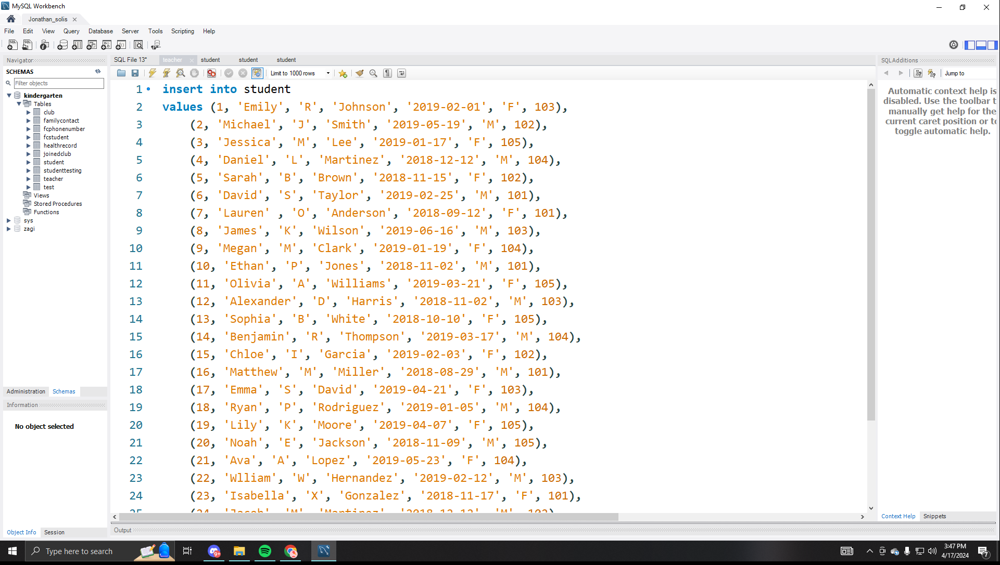 MySQL Workbench
Jonathan_solis
File Edit View Query Database Server Tools Scripting Help
Navigator
SCHEMAS
Filter objects
kindergarten
Tables
club
familycontact
fcphonenumber
fcstudent
healthrecord
joinedclub
student
studenttesting
teacher
test
Views
Stored Procedures
Functions
sys
zagi
Administration Schemas
Information
No object selected
Object Info Session
SQL File 13* teacher student student student
Limit to 1000 rows
1 insert into student
2 values (1, 'Emily', 'R', 'Johnson', '2019-02-01', 'F', 103),
3 (2, 'Michael', 'J', 'Smith', '2019-05-19', 'M', 102),
4 (3, 'Jessica', 'M', 'Lee', '2019-01-17', 'F', 105),
5 (4, 'Daniel', 'L', 'Martinez', '2018-12-12', 'M', 104),
6 (5, 'Sarah', 'B', 'Brown', '2018-11-15', 'F', 102),
7 (6, 'David', 'S', 'Taylor', '2019-02-25', 'M', 101),
8 (7, 'Lauren' , 'O', 'Anderson', '2018-09-12', 'F', 101),
9 (8, 'James', 'K', 'Wilson', '2019-06-16', 'M', 103),
10 (9, 'Megan', 'M', 'Clark', '2019-01-19', 'F', 104),
11 (10, 'Ethan', 'P', 'Jones', '2018-11-02', 'M', 101),
12 (11, 'Olivia', 'A', 'Williams', '2019-03-21', 'F', 105),
13 (12, 'Alexander', 'D', 'Harris', '2018-11-02', 'M', 103),
14 (13, 'Sophia', 'B', 'White', '2018-10-10', 'F', 105),
15 (14, 'Benjamin', 'R', 'Thompson', '2019-03-17', 'M', 104),
16 (15, 'Chloe', 'I', 'Garcia', '2019-02-03', 'F', 102),
17 (16, 'Matthew', 'M', 'Miller', '2018-08-29', 'M', 101),
18 (17, 'Emma', 'S', 'David', '2019-04-21', 'F', 103),
19 (18, 'Ryan', 'P', 'Rodriguez', '2019-01-05', 'M', 104),
20 (19, 'Lily', 'K', 'Moore', '2019-04-07', 'F', 105),
21 (20, 'Noah', 'E', 'Jackson', '2018-11-09', 'M', 105),
22 (21, 'Ava', 'A', 'Lopez', '2019-05-23', 'F', 104),
23 (22, 'Wlliam', 'W', 'Hernandez', '2019-02-12', 'M', 103),
24 (23, 'Isabella', 'X', 'Gonzalez', '2018-11-17', 'F', 101),
Output
SQLAdditions
Jump to
Automatic context help is
disabled. Use the toolbar t
manually get help for the
current caret position or to
toggle automatic help.
Context Help Snippets
Type here to search
9+
3:47 PM
4/17/2024
7